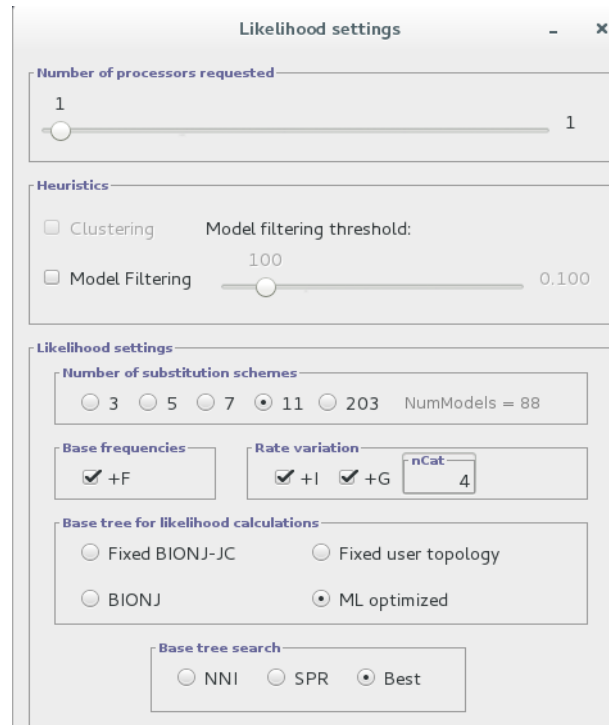 Likelihood settings
Number of processors requested
1
1
Heuristics
Clustering Model filtering threshold:
100
Model Filtering 0.100
Likelihood settings
Number of substitution schemes
3 5 7 11 203 NumModels = 88
Base frequencies Rate variation nCat
+F +I +G 4
Base tree for likelihood calculations
Fixed BIONJ-JC Fixed user topology
BIONJ ML optimized
Base tree search
NNI SPR Best